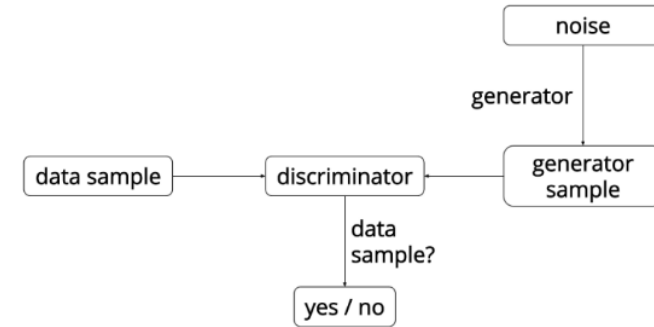 noise
generator
data sample
discriminator
generator
sample
data
sample?
yes / no